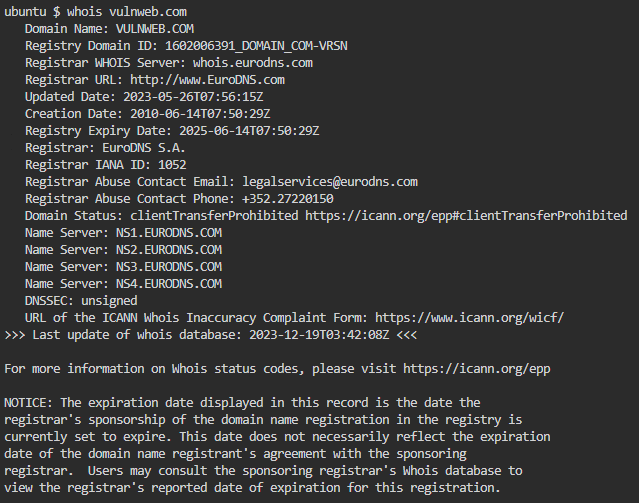 ubuntu $ whois vulnweb.com
Domain Name: VULNWEB.COM
Registry Domain ID: 1602006391_DOMAIN_COM-VRSN
Registrar WHOIS Server: whois.eurodns.com
Registrar URL: http://www.EuroDNS.com
Updated Date: 2023-05-26T07:56:15Z
Creation Date: 2010-06-14T07:50:29Z
Registry Expiry Date: 2025-06-14T07:50:29Z
Registrar: EuroDNS S.A.
Registrar IANA ID: 1052
Registrar Abuse Contact Email: legalservices@eurodns.com
Registrar Abuse Contact Phone: +352.27220150
Domain Status: clientTransferProhibited https://icann.org/epp#clientTransferProhibited
Name Server: NS1.EURODNS.COM
Name Server: NS2.EURODNS.COM
Name Server: NS3.EURODNS.COM
Name Server: NS4.EURODNS.COM
DNSSEC: unsigned
URL of the ICANN Whois Inaccuracy Complaint Form: https://www.icann.org/wicf/
>>> Last update of whois database: 2023-12-19T03:42:08Z <<<
For more information on Whois status codes, please visit https://icann.org/epp
NOTICE: The expiration date displayed in this record is the date the
registrar's sponsorship of the domain name registration in the registry is
currently set to expire. This date does not necessarily reflect the expiration
date of the domain name registrant's agreement with the sponsoring
registrar.  Users may consult the sponsoring registrar's Whois database to
view the registrar's reported date of expiration for this registration.